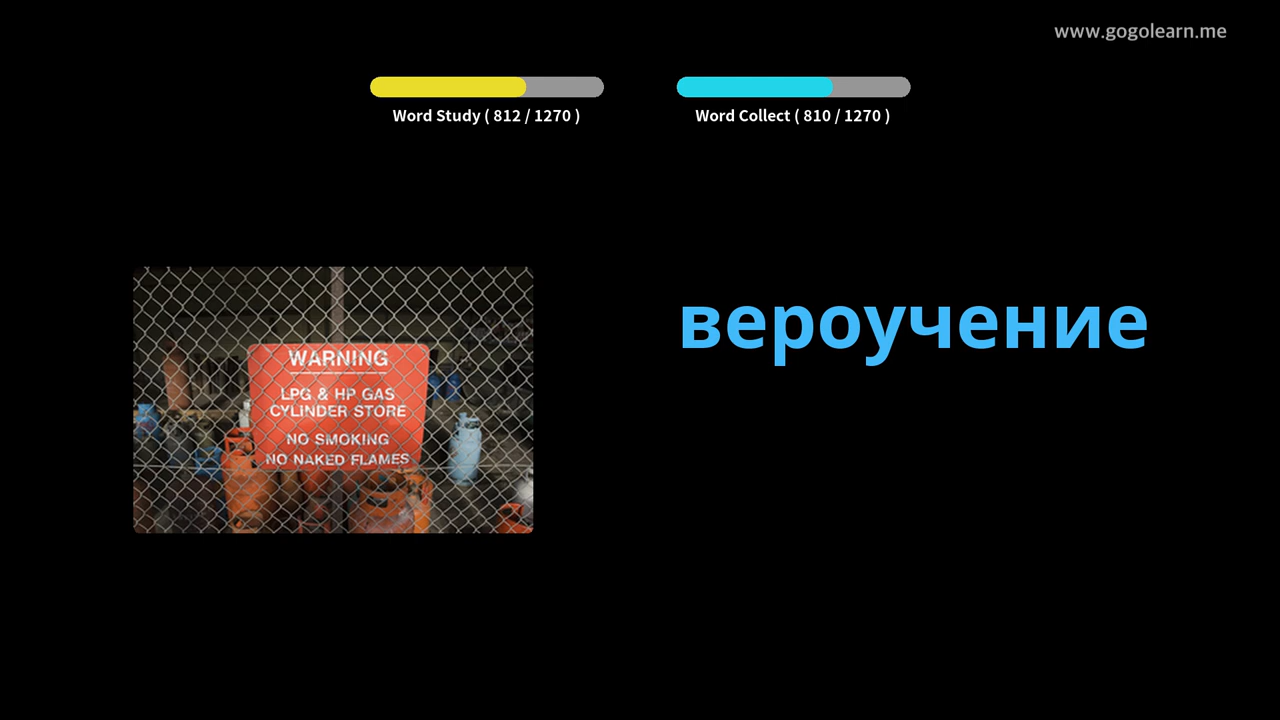 www.gogolearn.me
Word Study ( 812 / 1270 )
Word Collect ( 810 / 1270 )
вероучение
WARNING
LPG & HP GAS
CYLINDER STORE
NO SMOKING
NO NAKED FLAMES